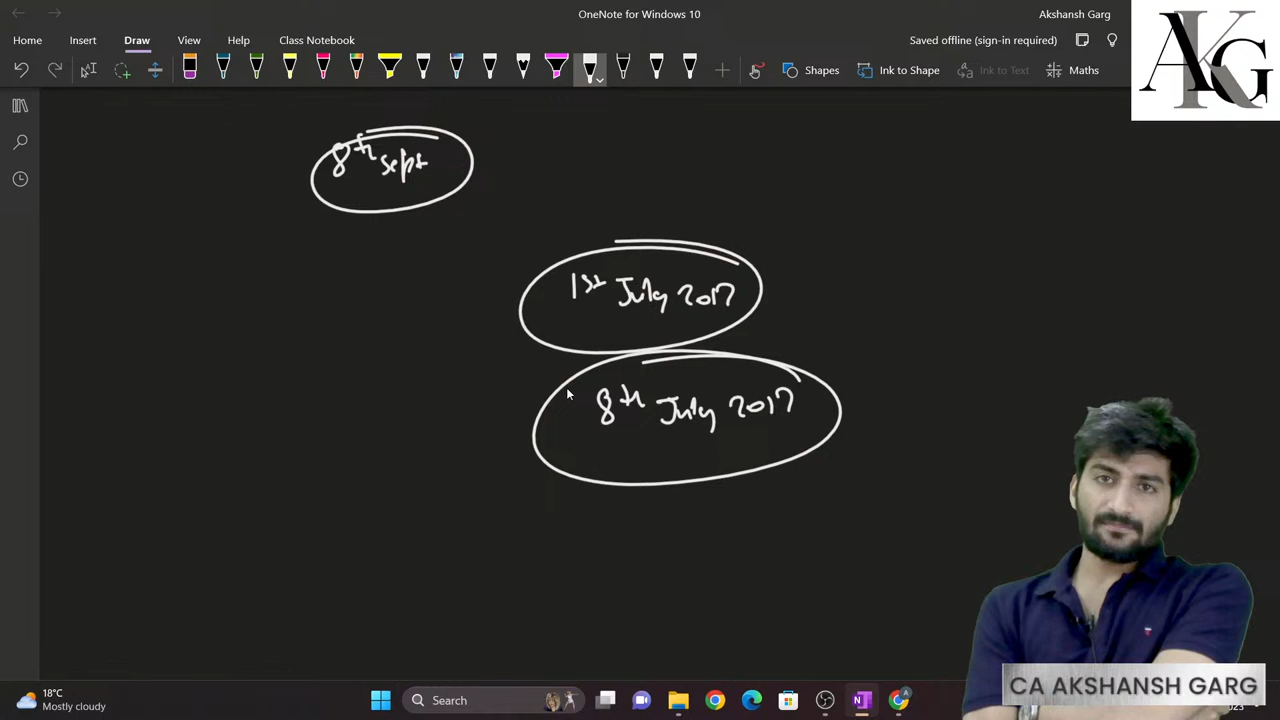 OneNote for Windows 10
Akshansh Garg
Home Insert Draw View Help Class Notebook
Saved offline (sign-in required)
Shapes Ink to Shape Ink to Text Maths
AKG
8th Sept
1st July 2017
8th July 2017
CA AKSHANSH GARG
18°C
Mostly cloudy
Search